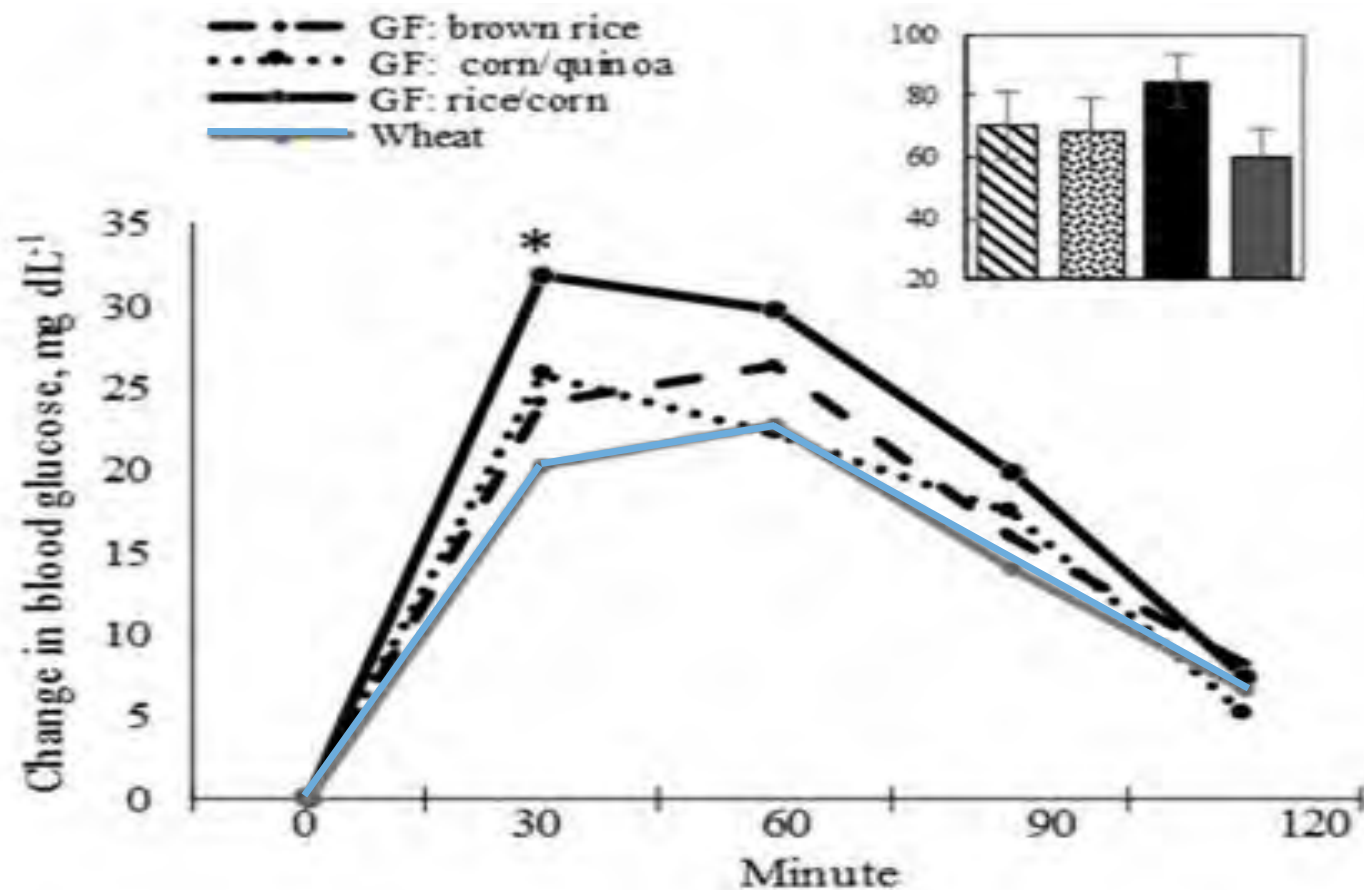 GF: brown rice
GF: corn/quinoa
GF: rice/corn
Wheat
100
80
60
40
20
Change in blood glucose, mg dL⁻¹
35
30
25
20
15
10
5
0
*
0 30 60 90 120
Minute